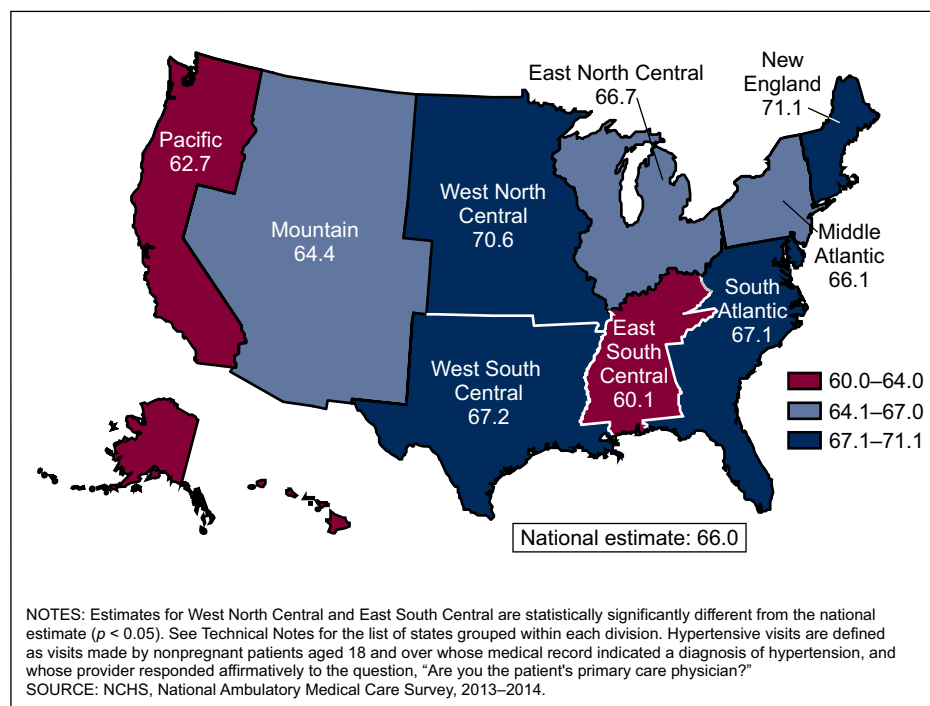 East North Central
66.7
New
England
71.1
Pacific
62.7
West North
Central
70.6
Mountain
64.4
Middle
Atlantic
66.1
South
Atlantic
67.1
East
South
Central
60.1
West South
Central
67.2
60.0–64.0
64.1–67.0
67.1–71.1
National estimate: 66.0
NOTES: Estimates for West North Central and East South Central are statistically significantly different from the national
estimate (p < 0.05). See Technical Notes for the list of states grouped within each division. Hypertensive visits are defined
as visits made by nonpregnant patients aged 18 and over whose medical record indicated a diagnosis of hypertension, and
whose provider responded affirmatively to the question, “Are you the patient's primary care physician?”
SOURCE: NCHS, National Ambulatory Medical Care Survey, 2013–2014.